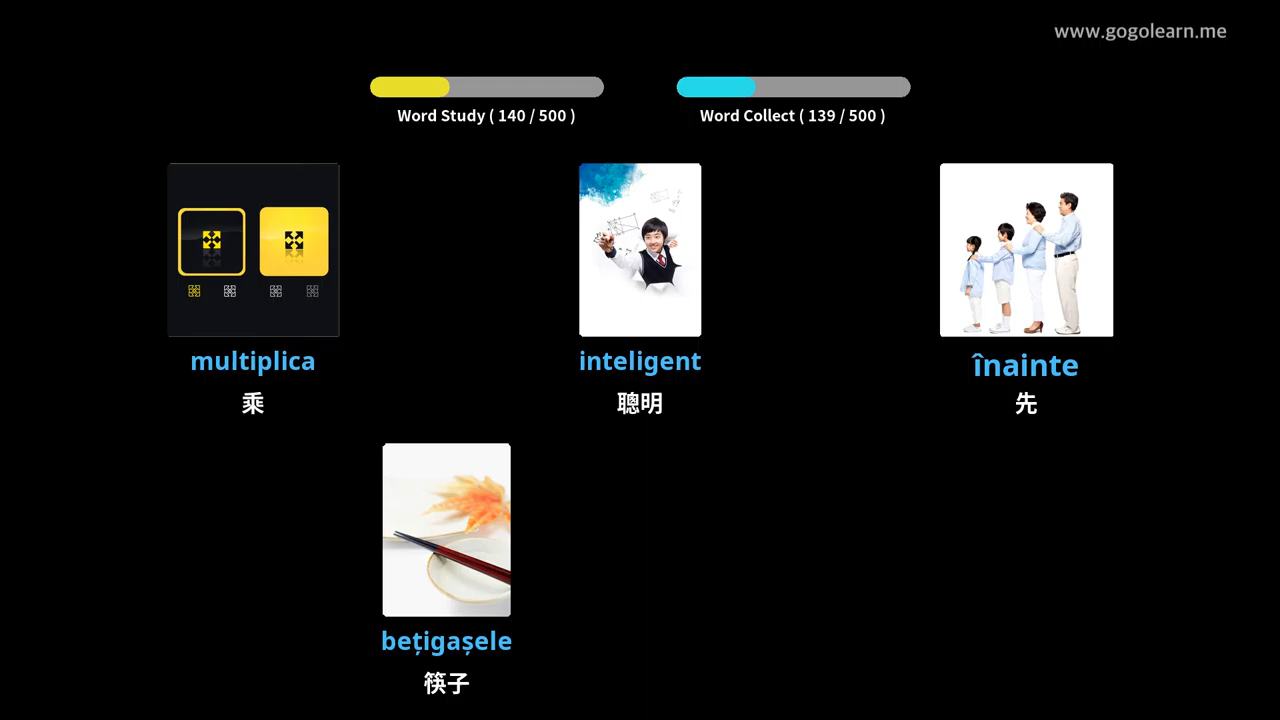 www.gogolearn.me
Word Study ( 140 / 500 )
Word Collect ( 139 / 500 )
multiplica
乘
inteligent
聰明
înainte
先
bețigașele
筷子